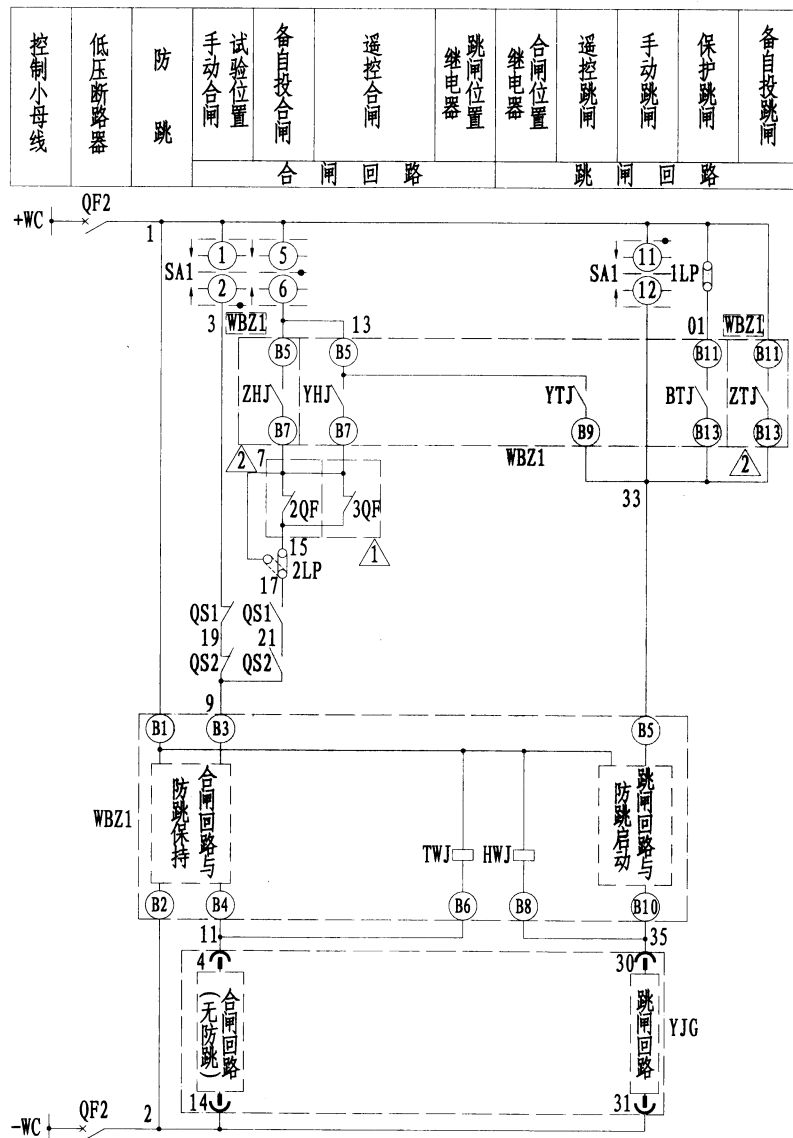 控制小母线
低压断路器
防跳
手动合闸
试验位置
备自投合闸
遥控合闸
跳闸位置
继电器
合闸位置
继电器
遥控跳闸
手动跳闸
保护跳闸
备自投跳闸
合闸回路
跳闸回路
+WC
QF2
1
SA1
1
2
5
6
SA1
11
12
1LP
3
WBZ1
13
01
WBZ1
B5
B5
B11
B11
ZHJ
YHJ
YTJ
BTJ
ZTJ
B7
B7
B9
B13
B13
2
7
WBZ1
2
33
2QF
3QF
15
1
17
2LP
QS1
QS1
19
21
QS2
QS2
9
B1
B3
B5
WBZ1
防跳保持
合闸回路与
TWJ
HWJ
跳闸回路与
防跳启动
B2
B4
B6
B8
B10
11
35
4
30
合闸回路
(无防跳)
跳闸回路
YJG
14
31
-WC
QF2
2